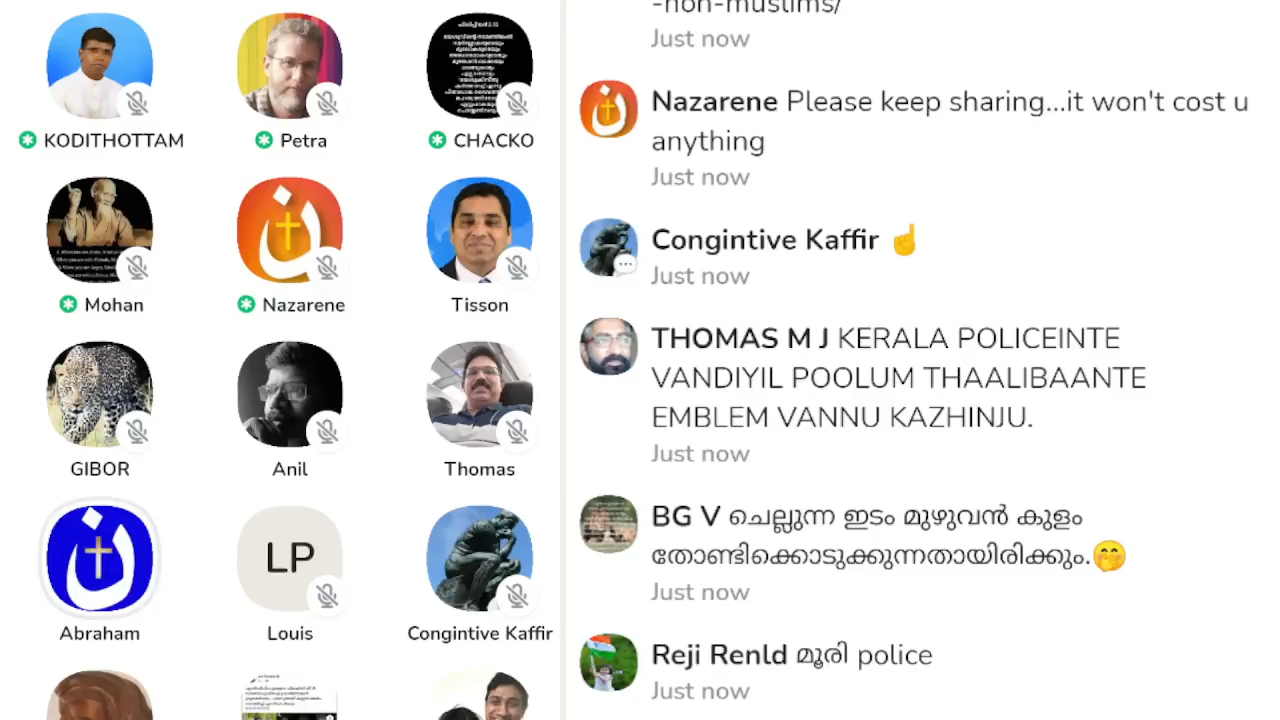 KODITHOTTAM
Petra
CHACKO
Mohan
Nazarene
Tisson
GIBOR
Anil
Thomas
Abraham
LP
Louis
Congintive Kaffir
-non-muslims/
Just now
Nazarene Please keep sharing...it won't cost u
anything
Just now
Congintive Kaffir ☝️
Just now
THOMAS M J KERALA POLICEINTE
VANDIYIL POOLUM THAALIBAANTE
EMBLEM VANNU KAZHINJU.
Just now
BG V ചെല്ലുന്ന ഇടം മുഴുവൻ കുളം
തോണ്ടിക്കൊടുക്കുന്നതായിരിക്കും.🤭
Just now
Reji Renld മൂരി police
Just now